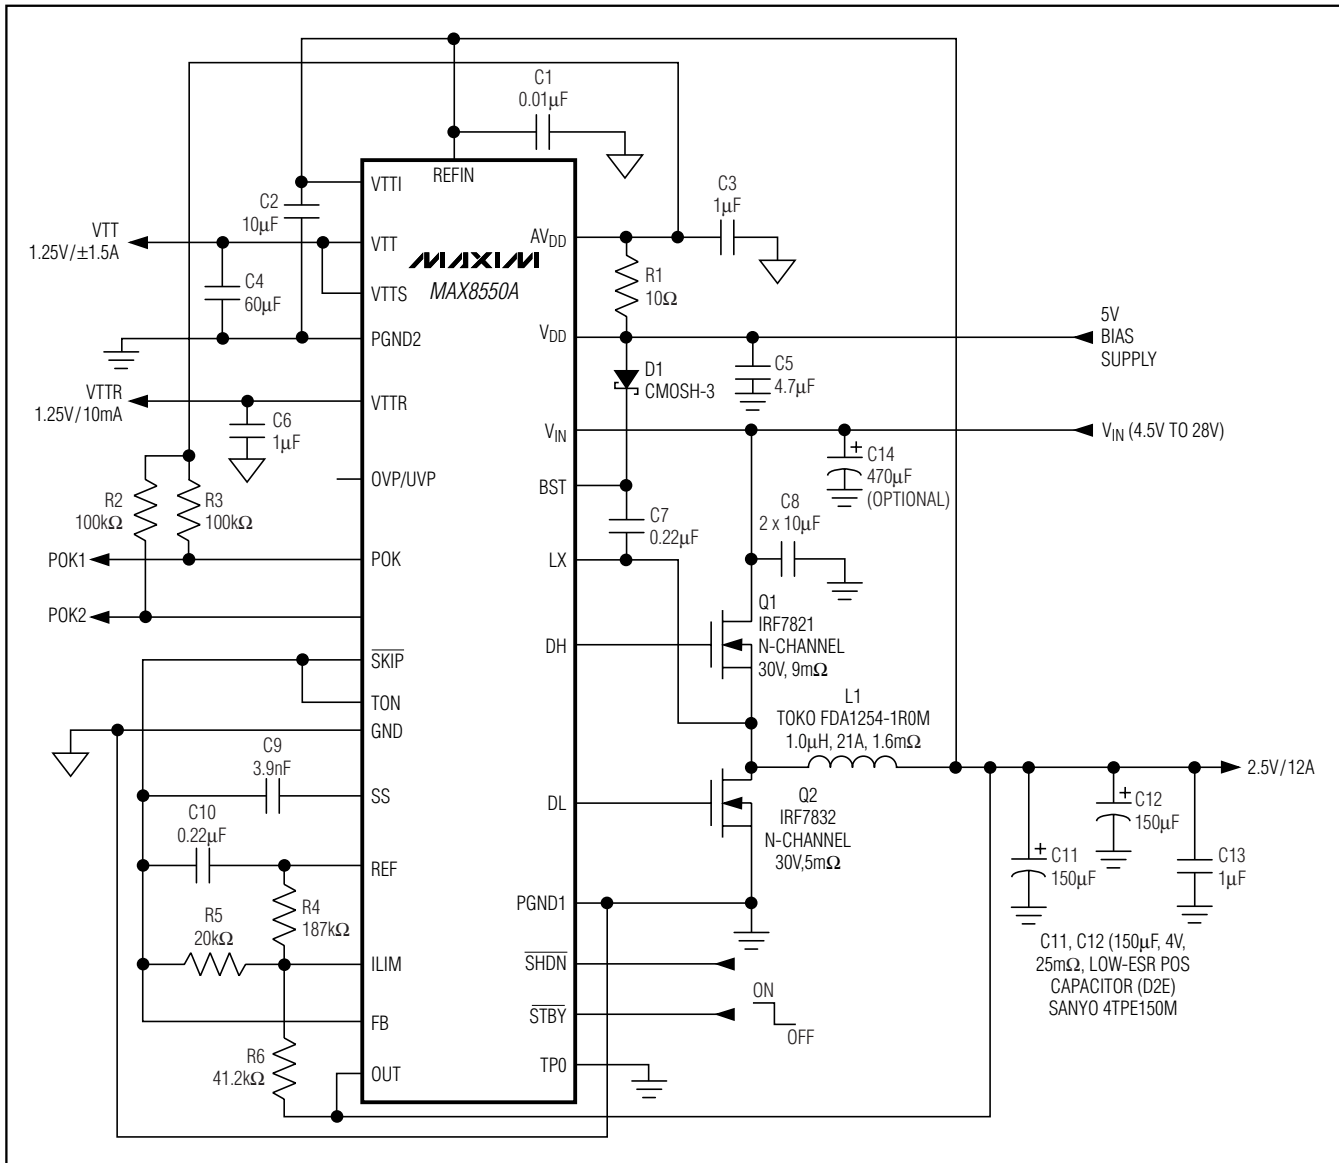 C1
0.01µF
REFIN
VTTI
C2
10µF
C3
1µF
VTT
1.25V/±1.5A
VTT
AVDD
MAXIM
MAX8550A
C4
60µF
VTTS
R1
10Ω
PGND2
VDD
5V
BIAS
SUPPLY
D1
CMOSH-3
C5
4.7µF
VTTR
1.25V/10mA
VTTR
C6
1µF
VIN
VIN (4.5V TO 28V)
C14
470µF
(OPTIONAL)
OVP/UVP
BST
R2
100kΩ
R3
100kΩ
C7
0.22µF
C8
2 x 10µF
POK1
POK
LX
POK2
Q1
IRF7821
N-CHANNEL
30V, 9mΩ
DH
SKIP
TON
GND
L1
TOKO FDA1254-1R0M
1.0µH, 21A, 1.6mΩ
C9
3.9nF
2.5V/12A
SS
DL
Q2
IRF7832
N-CHANNEL
30V,5mΩ
C10
0.22µF
+
C12
150µF
+
C11
150µF
C13
1µF
REF
R4
187kΩ
PGND1
R5
20kΩ
C11, C12 (150µF, 4V,
25mΩ, LOW-ESR POS
CAPACITOR (D2E)
SANYO 4TPE150M
ILIM
SHDN
ON
OFF
FB
STBY
R6
41.2kΩ
OUT
TP0
+